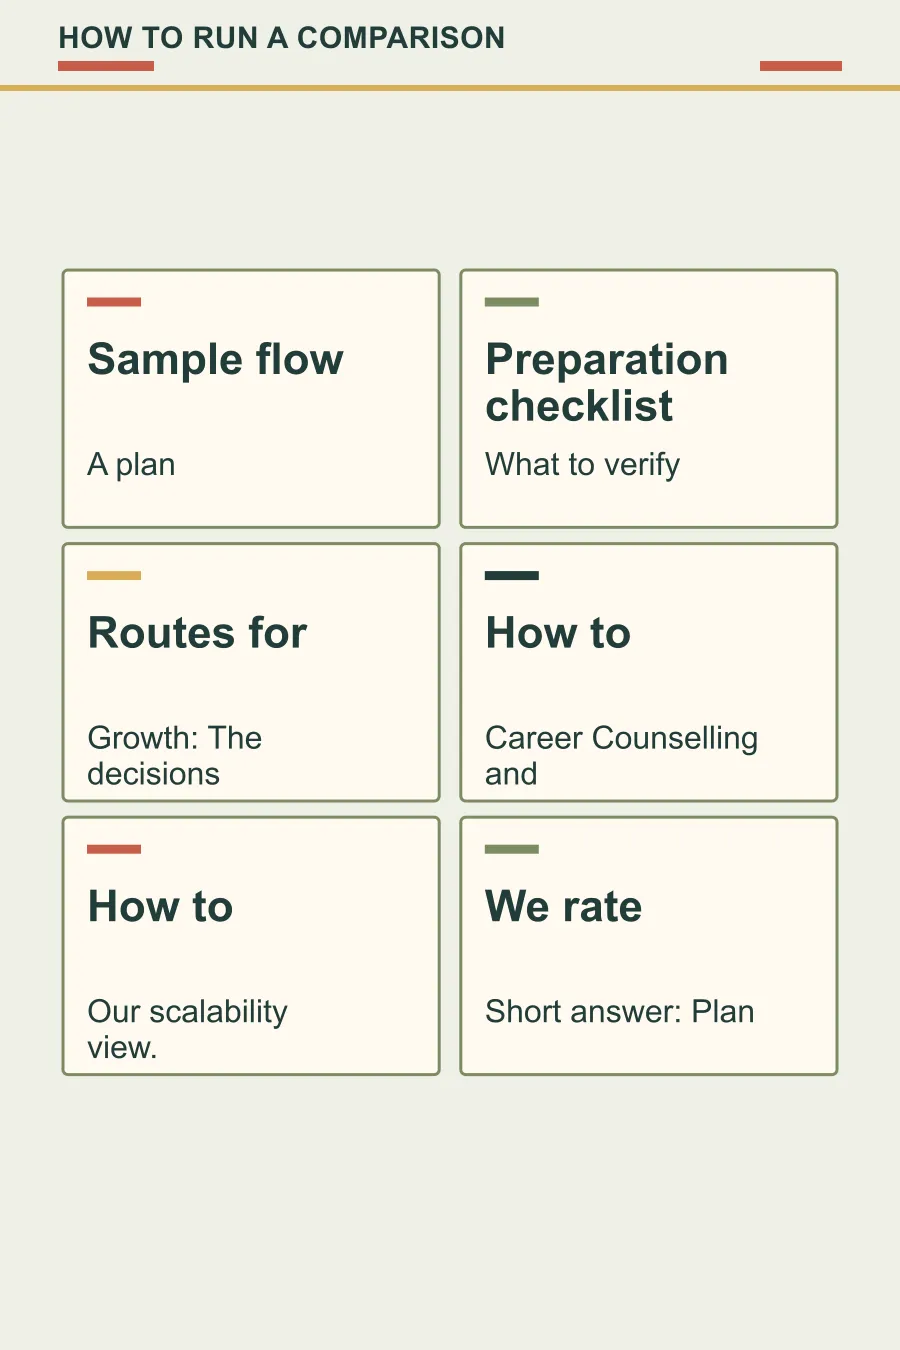 HOW TO RUN A COMPARISON
Sample flow
A plan
Preparation
checklist
What to verify
Routes for
Growth: The
decisions
How to
Career Counselling
and
How to
Our scalability
view.
We rate
Short answer: Plan